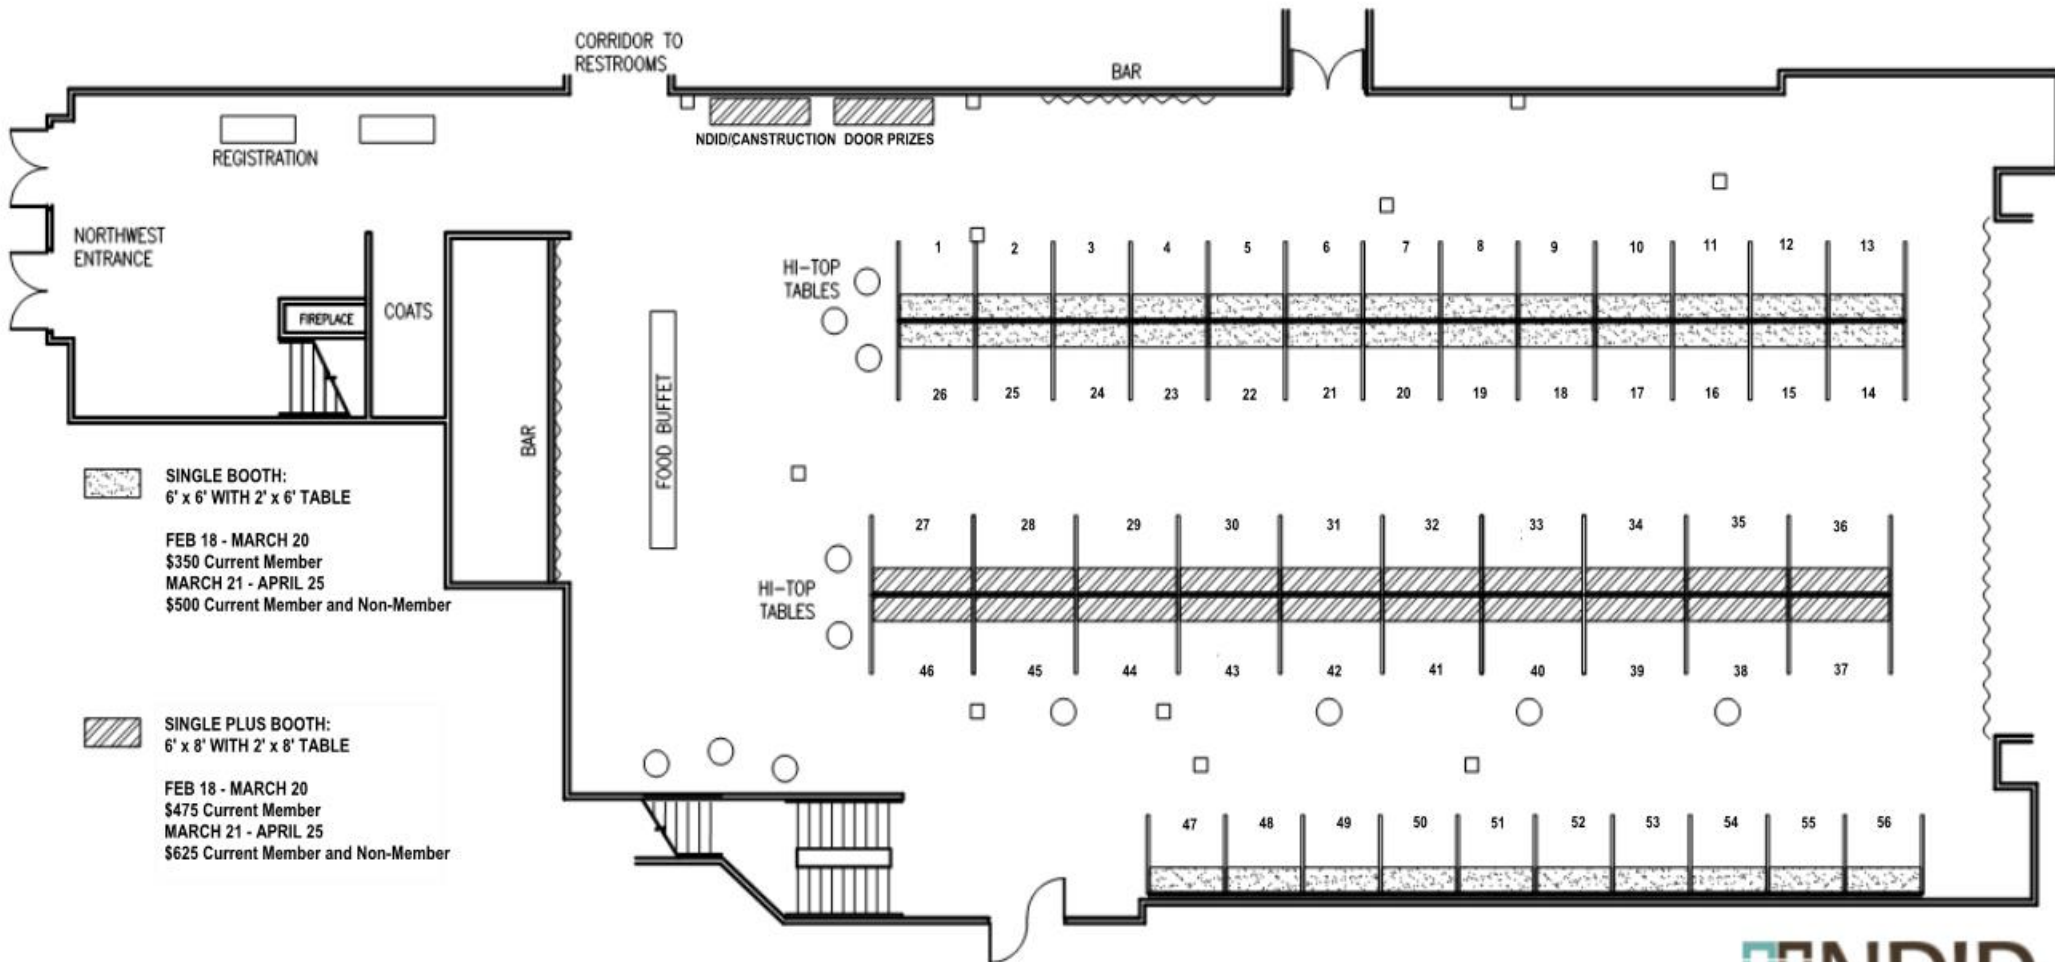 CORRIDOR TO
RESTROOMS
BAR
NDID/CANSTRUCTION DOOR PRIZES
REGISTRATION
NORTHWEST
ENTRANCE
FIREPLACE
COATS
BAR
FOOD BUFFET
HI-TOP
TABLES
1 2 3 4 5 6 7 8 9 10 11 12 13
26 25 24 23 22 21 20 19 18 17 16 15 14
27 28 29 30 31 32 33 34 35 36
HI-TOP
TABLES
46 45 44 43 42 41 40 39 38 37
47 48 49 50 51 52 53 54 55 56
SINGLE BOOTH:
6' x 6' WITH 2' x 6' TABLE
FEB 18 - MARCH 20
$350 Current Member
MARCH 21 - APRIL 25
$500 Current Member and Non-Member
SINGLE PLUS BOOTH:
6' x 8' WITH 2' x 8' TABLE
FEB 18 - MARCH 20
$475 Current Member
MARCH 21 - APRIL 25
$625 Current Member and Non-Member
NDID